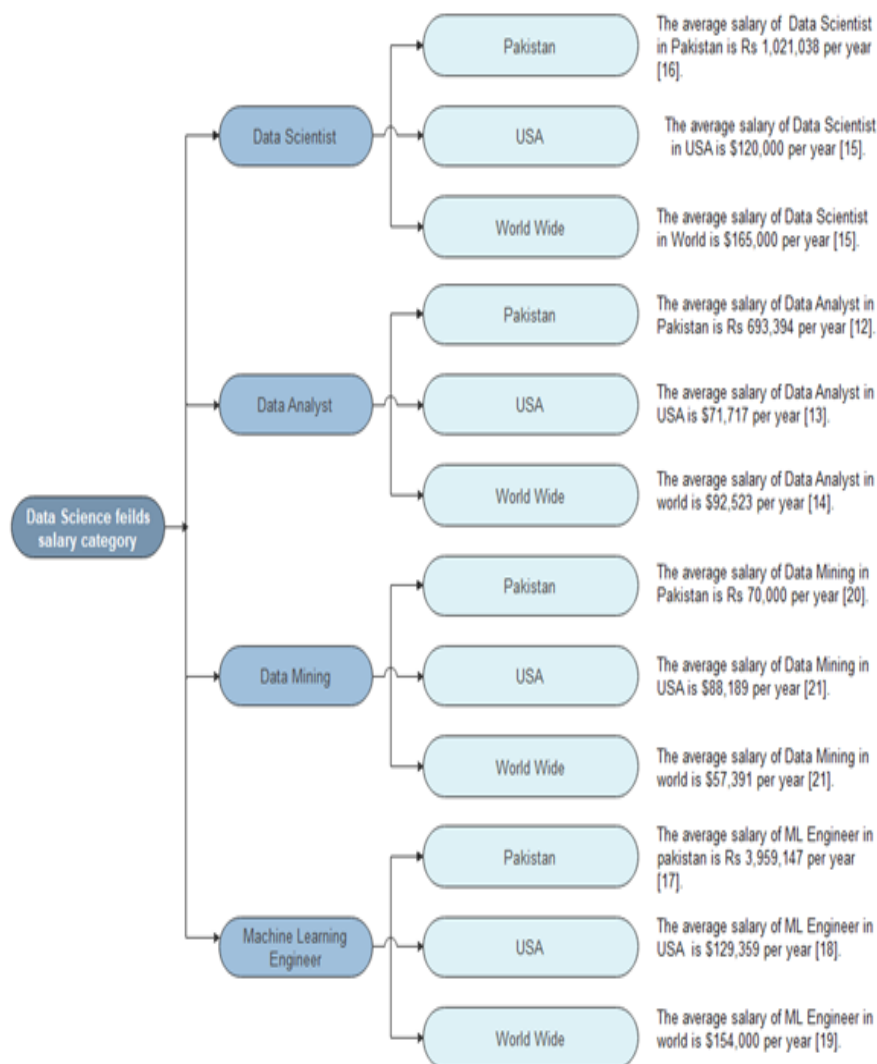 Data Science feilds
salary category
Data Scientist
Pakistan
The average salary of Data Scientist
in Pakistan is Rs 1,021,038 per year
[16].
USA
The average salary of Data Scientist
in USA is $120,000 per year [15].
World Wide
The average salary of Data Scientist
in World is $165,000 per year [15].
Data Analyst
Pakistan
The average salary of Data Analyst in
Pakistan is Rs 693,394 per year [12].
USA
The average salary of Data Analyst in
USA is $71,717 per year [13].
World Wide
The average salary of Data Analyst in
world is $92,523 per year [14].
Data Mining
Pakistan
The average salary of Data Mining in
Pakistan is Rs 70,000 per year [20].
USA
The average salary of Data Mining in
USA is $88,189 per year [21].
World Wide
The average salary of Data Mining in
world is $57,391 per year [21].
Machine Learning
Engineer
Pakistan
The average salary of ML Engineer in
pakistan is Rs 3,959,147 per year
[17].
USA
The average salary of ML Engineer in
USA is $129,359 per year [18].
World Wide
The average salary of ML Engineer in
world is $154,000 per year [19].